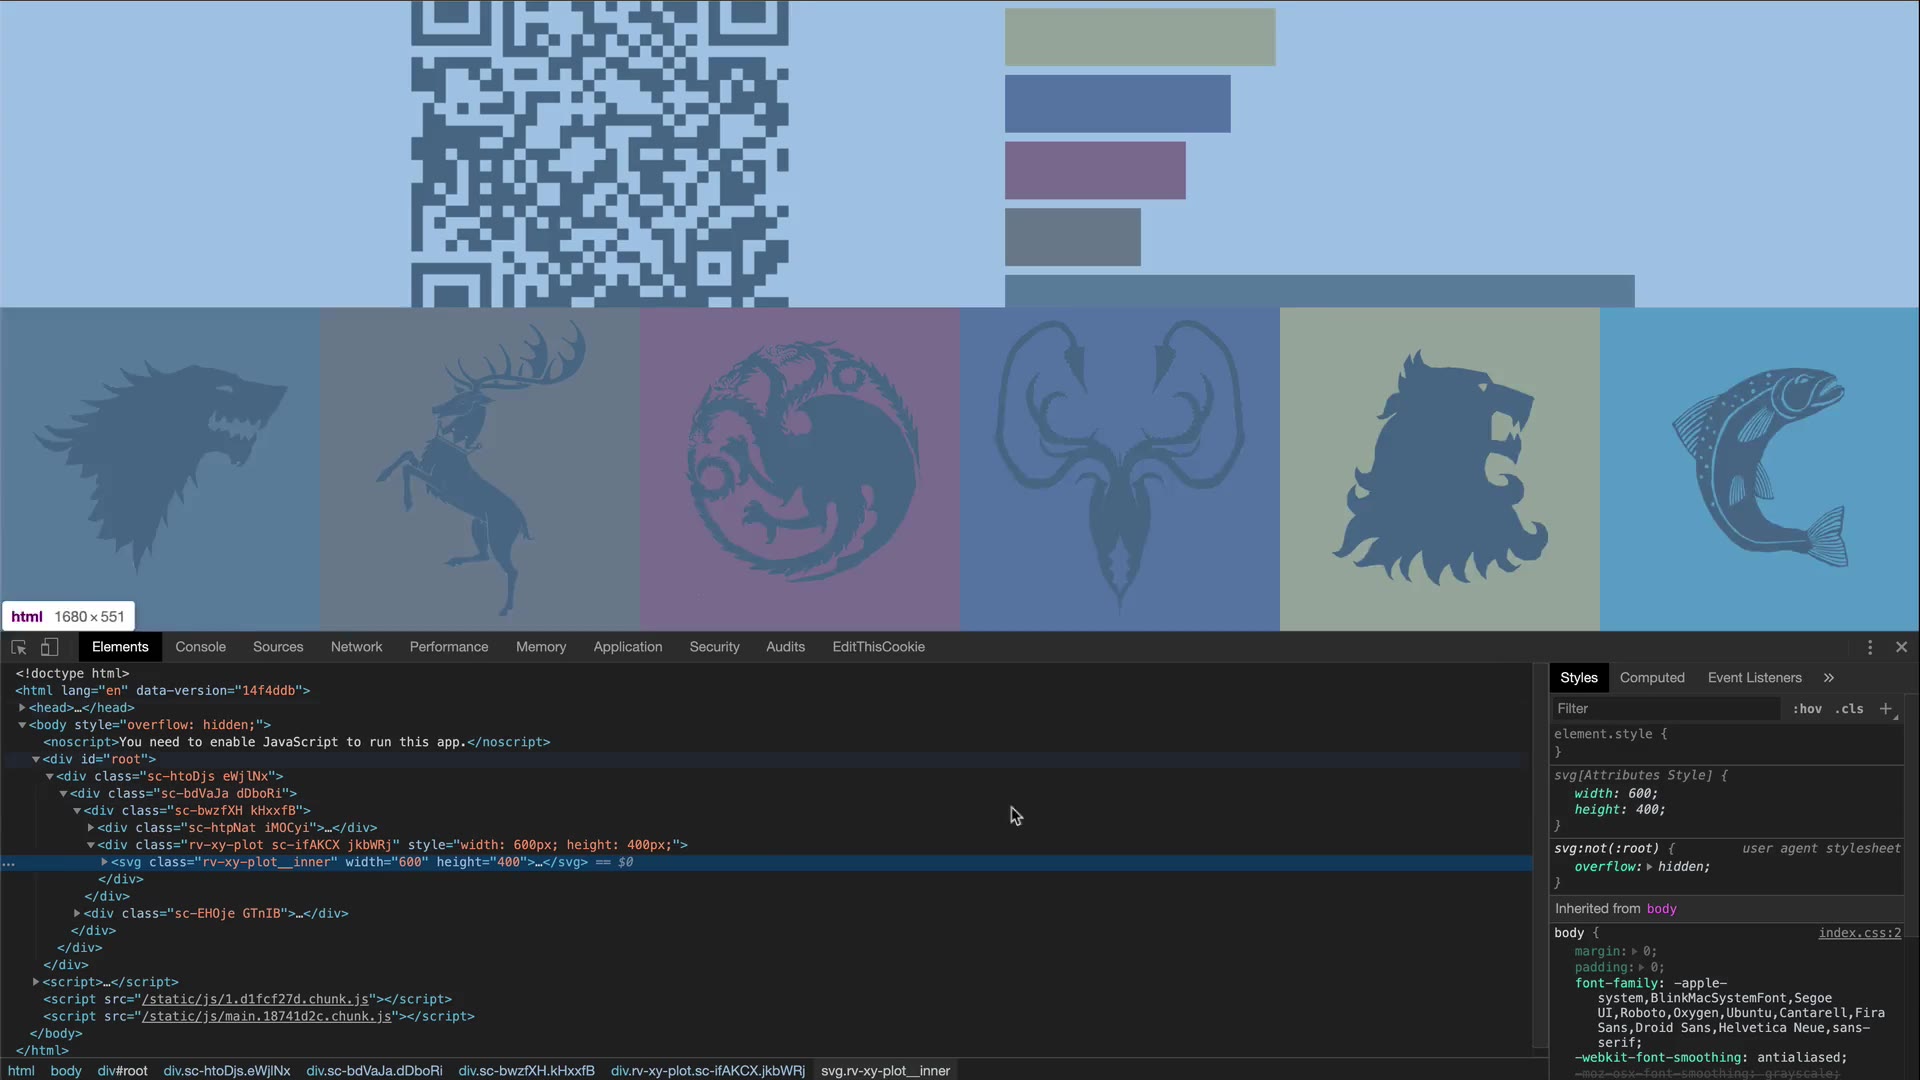 html 1680 × 551
Elements Console Sources Network Performance Memory Application Security Audits EditThisCookie
<!doctype html>
<html lang="en" data-version="14f4ddb">
<head>…</head>
<body style="overflow: hidden;">
<noscript>You need to enable JavaScript to run this app.</noscript>
<div id="root">
<div class="sc-htoDjs eWjlNx">
<div class="sc-bdVaJa dDboRi">
<div class="sc-bwzfXH kHxxfB">
<div class="sc-htpNat iMOCyi">…</div>
<div class="rv-xy-plot sc-ifAKCX jkbWRj" style="width: 600px; height: 400px;">
… <svg class="rv-xy-plot__inner" width="600" height="400">…</svg> == $0
</div>
</div>
<div class="sc-EHOje GTnIB">…</div>
</div>
</div>
</div>
<script>…</script>
<script src="/static/js/1.d1fcf27d.chunk.js"></script>
<script src="/static/js/main.18741d2c.chunk.js"></script>
</body>
</html>
html body div#root div.sc-htoDjs.eWjlNx div.sc-bdVaJa.dDboRi div.sc-bwzfXH.kHxxfB div.rv-xy-plot.sc-ifAKCX.jkbWRj svg.rv-xy-plot__inner
Styles Computed Event Listeners »
Filter :hov .cls +
element.style {
}
svg[Attributes Style] {
width: 600;
height: 400;
}
svg:not(:root) { user agent stylesheet
overflow: hidden;
}
Inherited from body
body { index.css:2
margin: 0;
padding: 0;
font-family: -apple-
system,BlinkMacSystemFont,Segoe
UI,Roboto,Oxygen,Ubuntu,Cantarell,Fira
Sans,Droid Sans,Helvetica Neue,sans-
serif;
-webkit-font-smoothing: antialiased;
-moz-osx-font-smoothing: grayscale;